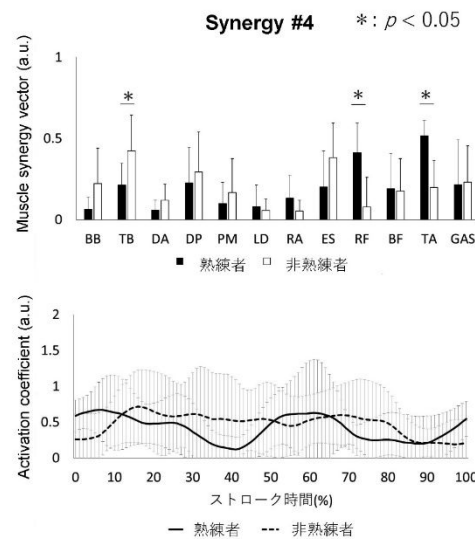 Synergy #4 *: p < 0.05
Muscle synergy vector (a.u.)
1
0.5
0
* * *
BB TB DA DP PM LD RA ES RF BF TA GAS
熟練者 非熟練者
Activation coefficient (a.u.)
2
1.5
1
0.5
0
0 10 20 30 40 50 60 70 80 90 100
ストローク時間(%)
熟練者 非熟練者